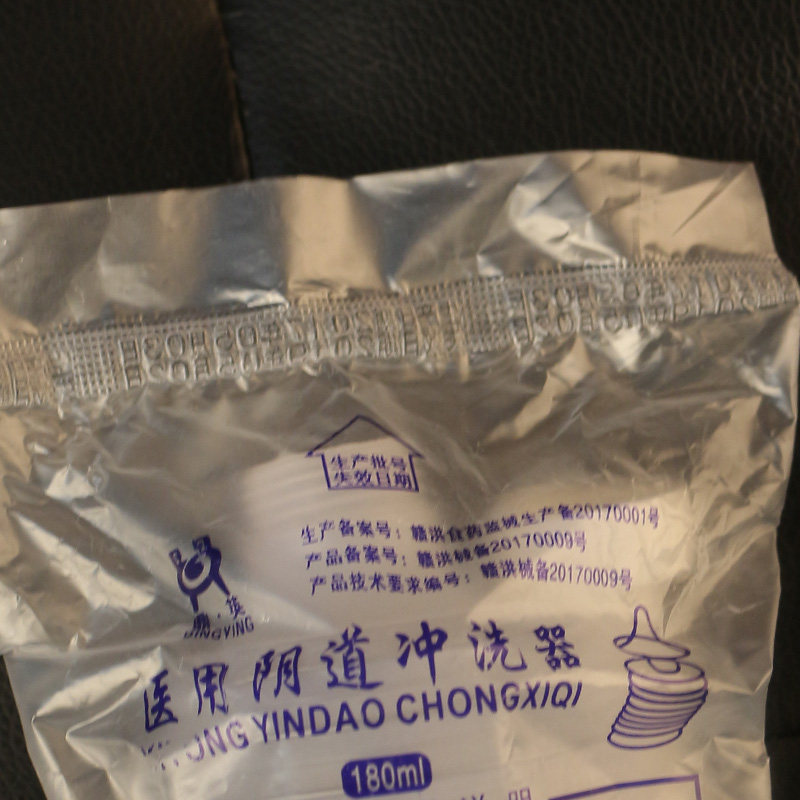 生产批号
失效日期
生产备案号：赣洪食药监械生产备20170001号
产品备案号：赣洪械备20170009号
产品技术要求编号：赣洪械备20170009号
鼎·筷
DINGYING
医用阴道冲洗器
YINDAO CHONGXIQI
180ml